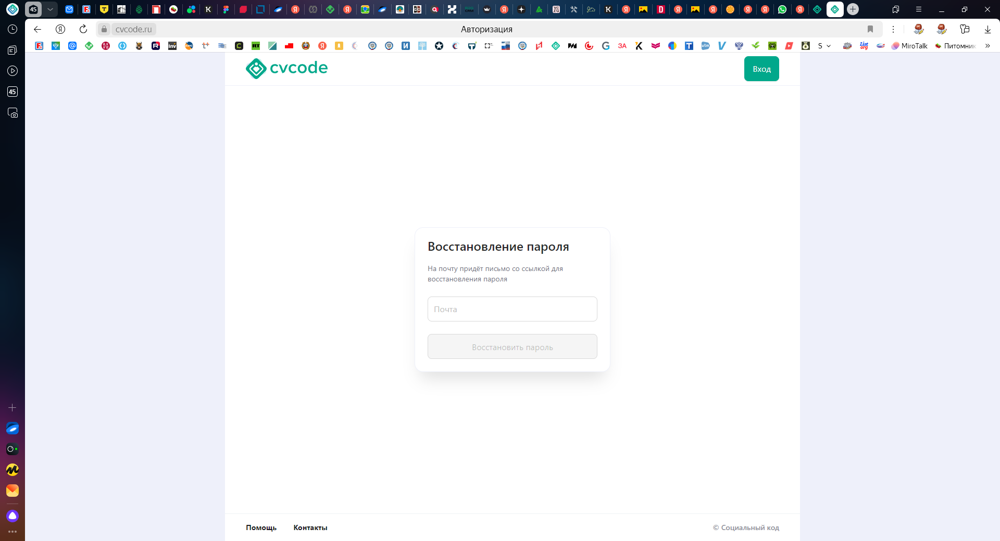 45
cvcode.ru
Авторизация
S
MiroTalk
Питомник
45
cvcode
Вход
Восстановление пароля
На почту придёт письмо со ссылкой для
восстановления пароля
Почта
Восстановить пароль
Помощь
Контакты
© Социальный код